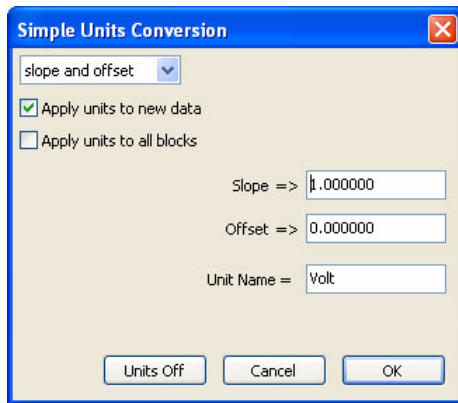 Simple Units Conversion
slope and offset
Apply units to new data
Apply units to all blocks
Slope => 1.000000
Offset => 0.000000
Unit Name = Volt
Units Off Cancel OK